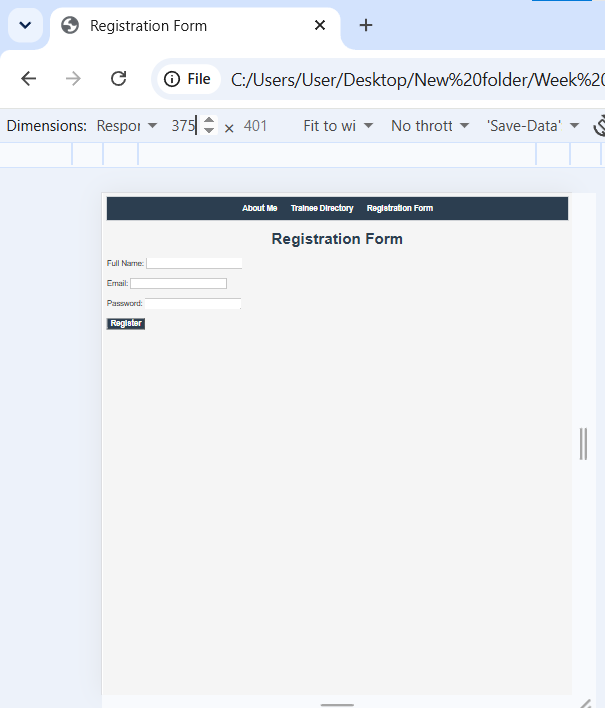 Registration Form
File C:/Users/User/Desktop/New%20folder/Week%20
Dimensions: Respor 375 × 401 Fit to wi No thrott 'Save-Data'
About Me Trainee Directory Registration Form
Registration Form
Full Name:
Email:
Password:
Register